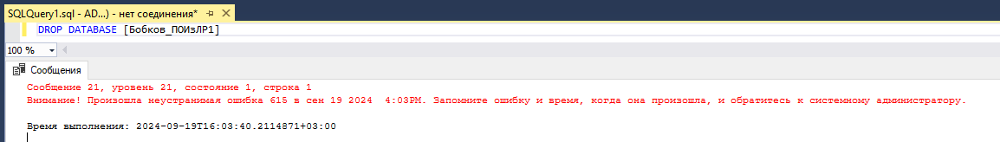 SQLQuery1.sql - AD...) - нет соединения*
DROP DATABASE [Бобков_ПОИзЛР1]
100 %
Сообщения
Сообщение 21, уровень 21, состояние 1, строка 1
Внимание! Произошла неустранимая ошибка 615 в сен 19 2024  4:03PM. Запомните ошибку и время, когда она произошла, и обратитесь к системному администратору.
Время выполнения: 2024-09-19T16:03:40.2114871+03:00